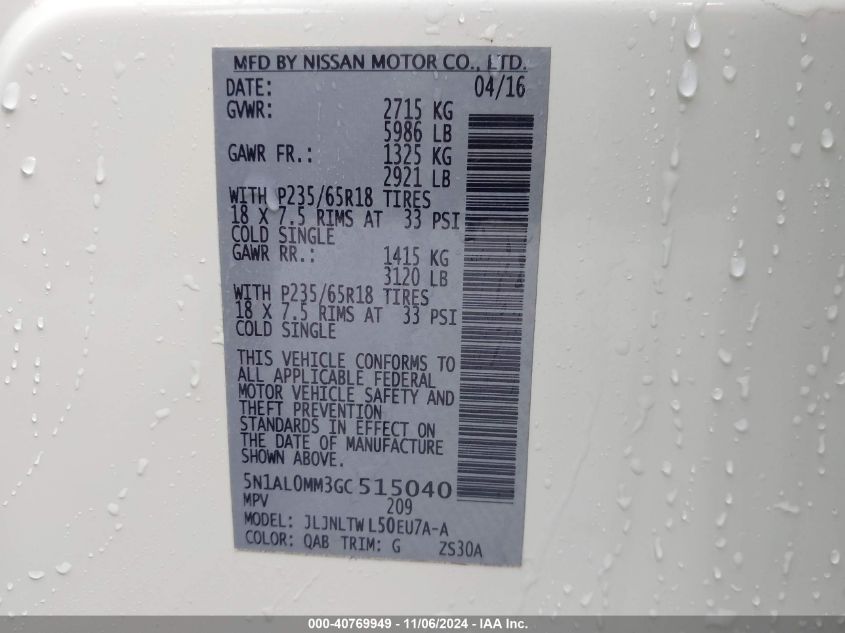 MFD BY NISSAN MOTOR CO., LTD.
DATE: 04/16
GVWR: 2715 KG
5986 LB
GAWR FR.: 1325 KG
2921 LB
WITH P235/65R18 TIRES
18 X 7.5 RIMS AT 33 PSI
COLD SINGLE
GAWR RR.: 1415 KG
3120 LB
WITH P235/65R18 TIRES
18 X 7.5 RIMS AT 33 PSI
COLD SINGLE
THIS VEHICLE CONFORMS TO
ALL APPLICABLE FEDERAL
MOTOR VEHICLE SAFETY AND
THEFT PREVENTION
STANDARDS IN EFFECT ON
THE DATE OF MANUFACTURE
SHOWN ABOVE.
5N1AL0MM3GC 515040
MPV 209
MODEL: JLJNLTW L50EU7A-A
COLOR: QAB TRIM: G ZS30A
000-40769949 - 11/06/2024 - IAA Inc.